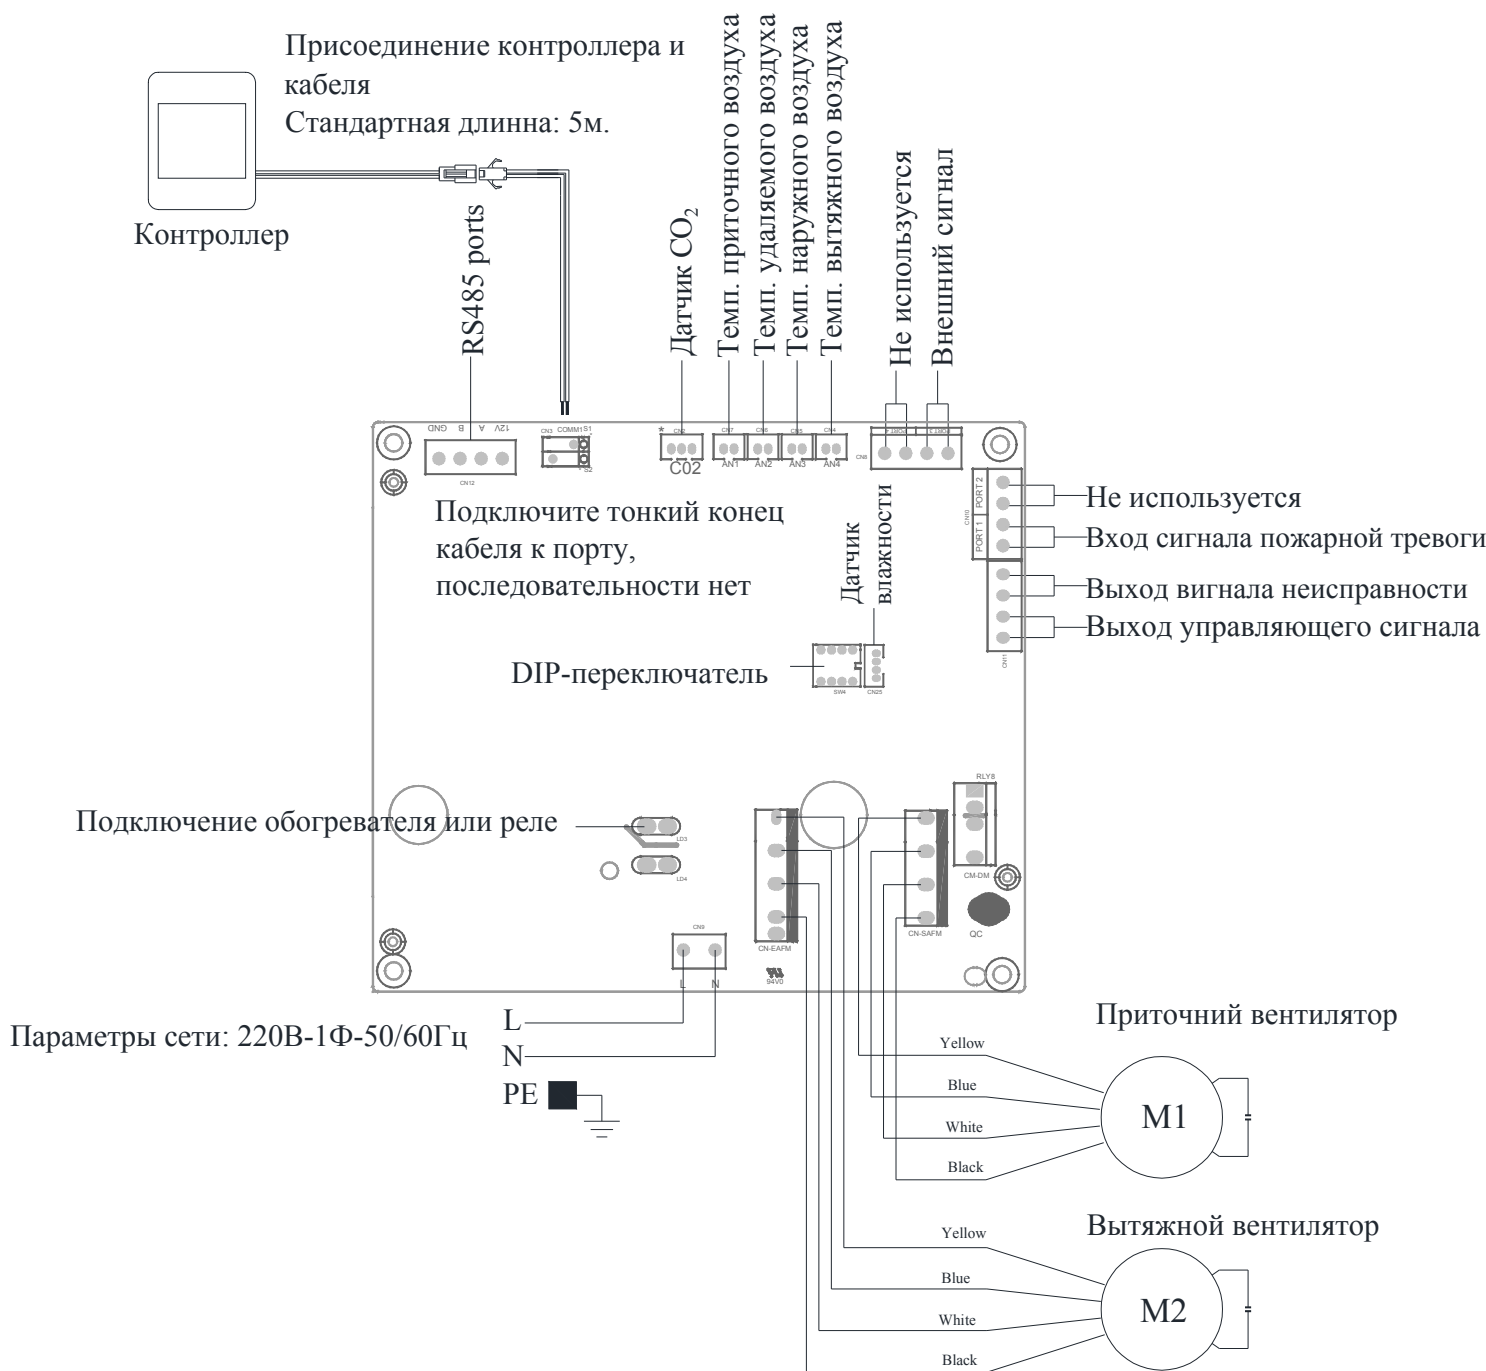 Присоединение контроллера и
кабеля
Стандартная длинна: 5м.
Контроллер
RS485 ports
Датчик CO2
Темп. приточного воздуха
Темп. удаляемого воздуха
Темп. наружного воздуха
Темп. вытяжного воздуха
Не используется
Внешний сигнал
GND B A 12V
CN12
CN3 COMM1 S1
S2
* CN2
C02
CN7
AN1
CN6
AN2
CN5
AN3
CN4
AN4
PORT 4 PORT 3
CN8
PORT 2
PORT 1
CN10
Не используется
Вход сигнала пожарной тревоги
Выход вигнала неисправности
Выход управляющего сигнала
CN11
Подключите тонкий конец
кабеля к порту,
последовательности нет
Датчик
влажности
DIP-переключатель
SW4
CN25
RLY8
Подключение обогревателя или реле
LD3
LD4
CM-DM
QC
CN-SAFM
CN-EAFM
CN9
L N
94V0
Параметры сети: 220В-1Ф-50/60Гц
L
N
PE
Приточний вентилятор
Yellow
Blue
White
Black
M1
Вытяжной вентилятор
Yellow
Blue
White
Black
M2